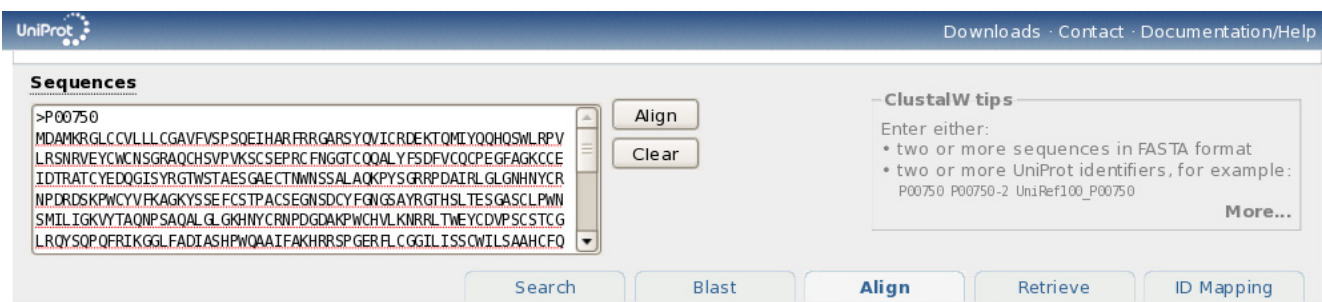 UniProt
Downloads · Contact · Documentation/Help
Sequences
>P00750
MDAMKRGLCCVLLLCGAVFVSPSQEIHARFRRGARSYQVICRDEKTQMIYQQHQSWLRPV
LRSNRVEYCWCNSGRAQCHSVPVKSCSEPRCFNGGTCQQALYFSDFVCQCPEGFAGKCCE
IDTRATCYEDQGISYRGTWSTAESGAECTNWNSSALAQKPYSGRRPDAIRLGLGNHNYCR
NPDRDSKPWCYVFKAGKYSSEFCSTPACSEGNSDCYFGNGSAYRGTHSLTESGASCLPWN
SMILIGKVYTAQNPSAQALGLGKHNYCRNPDGDAKPWCHVLKNRRLTWEYCDVPSCSTCG
LRQYSQPQFRIKGGLFADIASHPWQAAIFAKHRRSPGERFLCGGILISSCWILSAAHCFQ
Align
Clear
ClustalW tips
Enter either:
• two or more sequences in FASTA format
• two or more UniProt identifiers, for example:
P00750 P00750-2 UniRef100_P00750
More...
Search
Blast
Align
Retrieve
ID Mapping